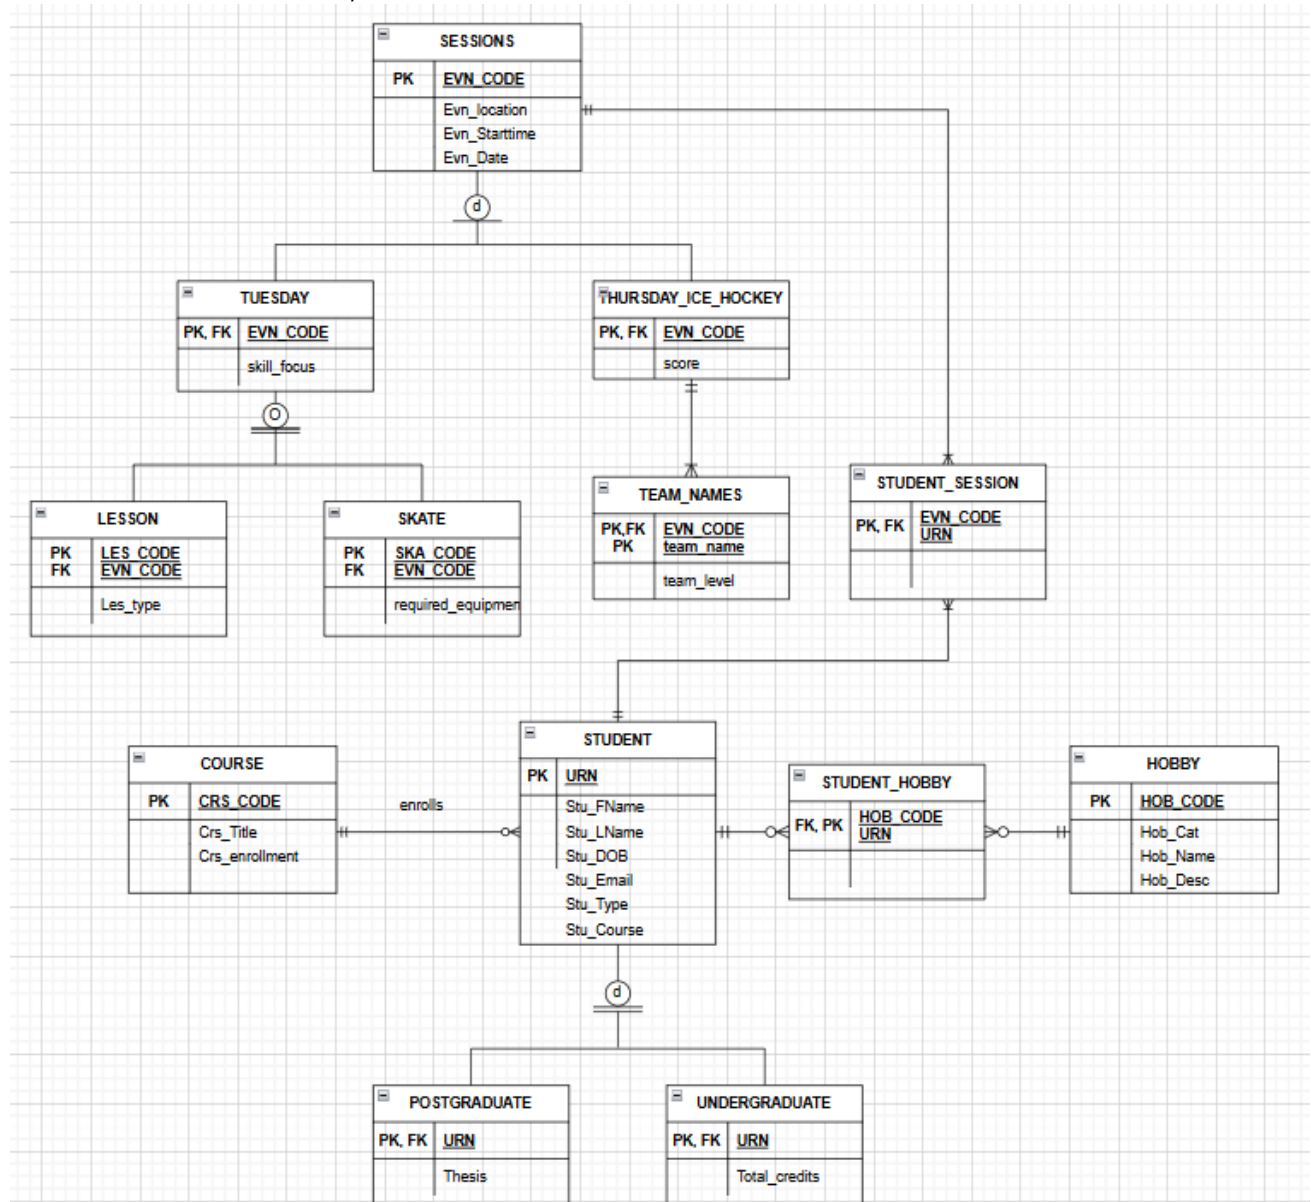 SESSIONS
PK EVN_CODE
Evn_location
Evn_Starttime
Evn_Date
d
TUESDAY
PK, FK EVN_CODE
skill_focus
THURSDAY_ICE_HOCKEY
PK, FK EVN_CODE
score
O
LESSON
PK LES_CODE
FK EVN_CODE
Les_type
SKATE
PK SKA_CODE
FK EVN_CODE
required_equipmen
TEAM_NAMES
PK,FK EVN_CODE
PK team_name
team_level
STUDENT_SESSION
PK, FK EVN_CODE
URN
COURSE
PK CRS_CODE
Crs_Title
Crs_enrollment
enrolls
STUDENT
PK URN
Stu_FName
Stu_LName
Stu_DOB
Stu_Email
Stu_Type
Stu_Course
STUDENT_HOBBY
FK, PK HOB_CODE
URN
HOBBY
PK HOB_CODE
Hob_Cat
Hob_Name
Hob_Desc
d
POSTGRADUATE
PK, FK URN
Thesis
UNDERGRADUATE
PK, FK URN
Total_credits